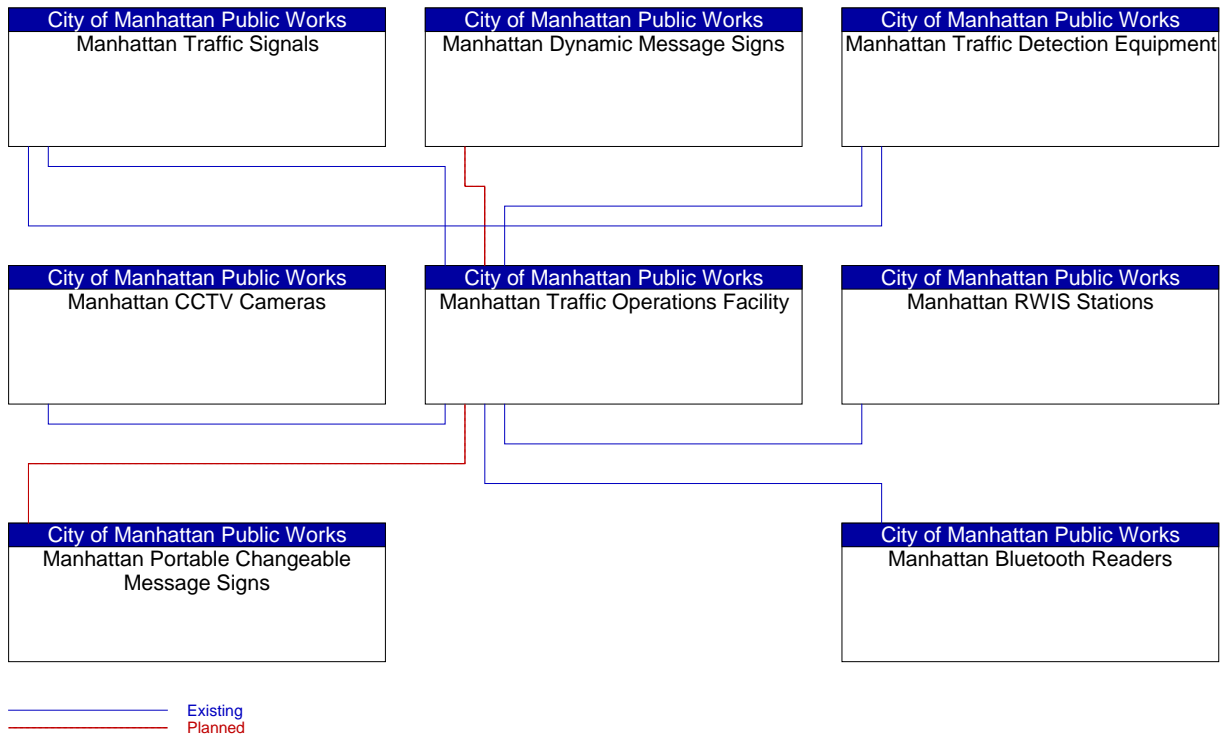 City of Manhattan Public Works
Manhattan Traffic Signals
City of Manhattan Public Works
Manhattan Dynamic Message Signs
City of Manhattan Public Works
Manhattan Traffic Detection Equipment
City of Manhattan Public Works
Manhattan CCTV Cameras
City of Manhattan Public Works
Manhattan Traffic Operations Facility
City of Manhattan Public Works
Manhattan RWIS Stations
City of Manhattan Public Works
Manhattan Portable Changeable
Message Signs
City of Manhattan Public Works
Manhattan Bluetooth Readers
Existing
Planned